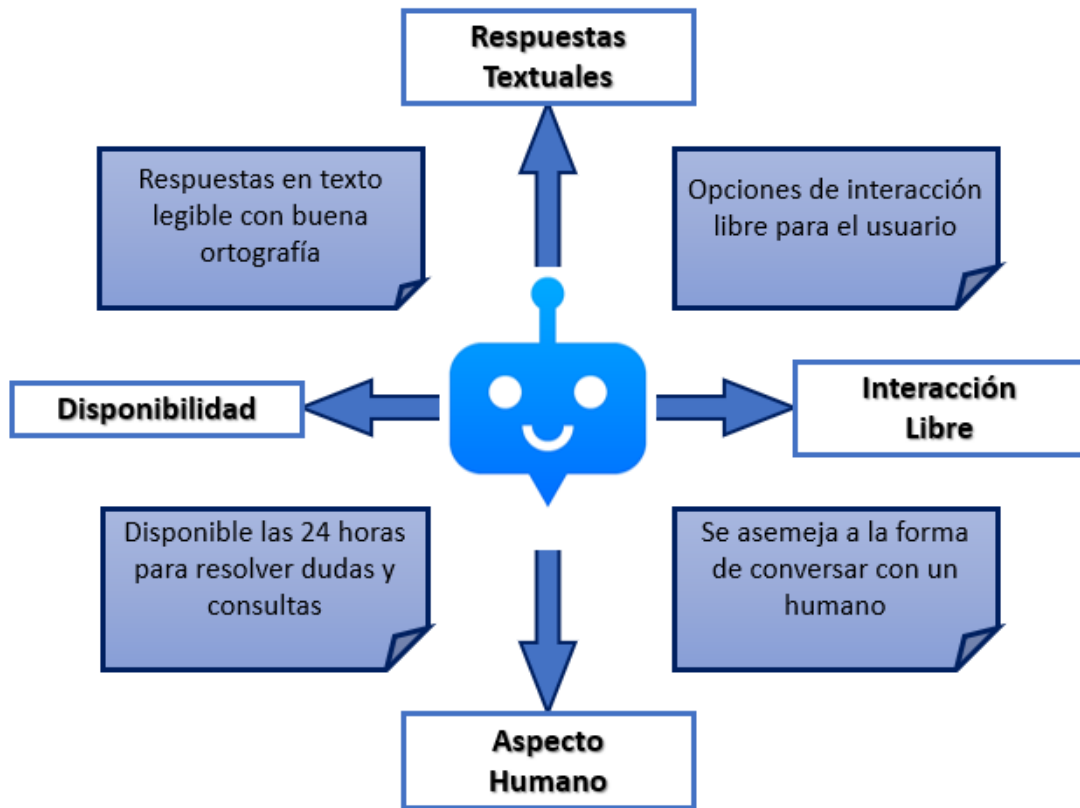 Respuestas
Textuales
Respuestas en texto
legible con buena
ortografía
Opciones de interacción
libre para el usuario
Disponibilidad
Interacción
Libre
Disponible las 24 horas
para resolver dudas y
consultas
Se asemeja a la forma
de conversar con un
humano
Aspecto
Humano